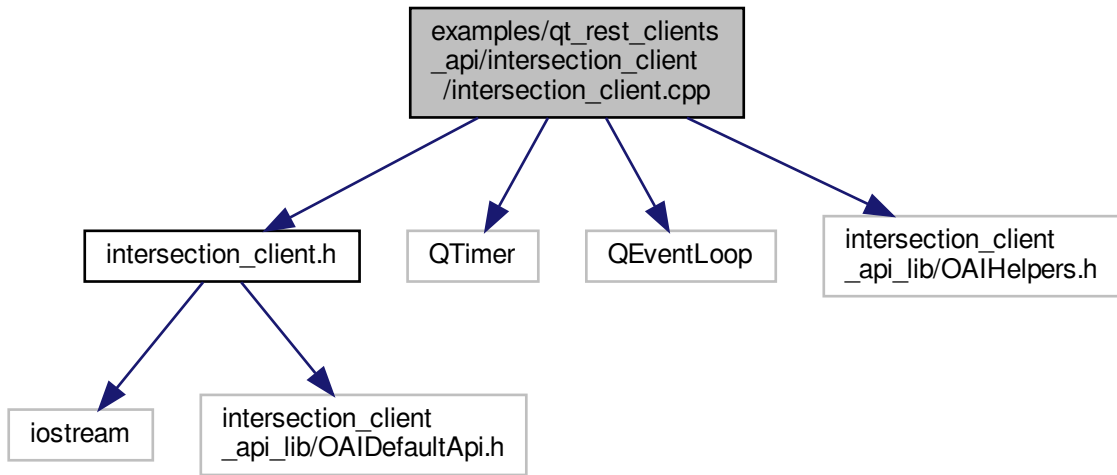 examples/qt_rest_clients
_api/intersection_client
/intersection_client.cpp
intersection_client.h
QTimer
QEventLoop
intersection_client
_api_lib/OAIHelpers.h
iostream
intersection_client
_api_lib/OAIDefaultApi.h